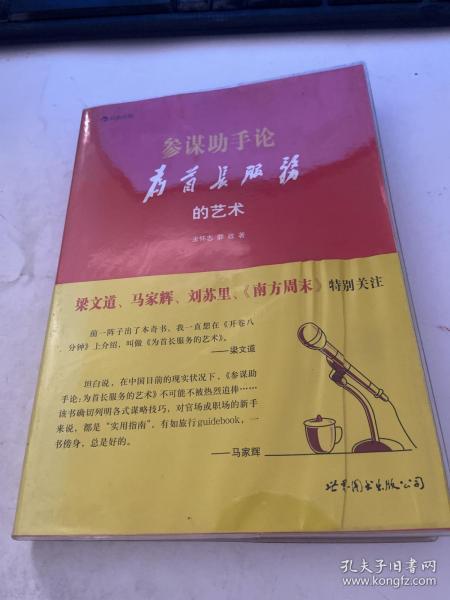 参谋助手论
为首长服务
的艺术
王怀志 郭政 著
梁文道、马家辉、刘苏里、《南方周末》特别关注
前一阵子出了本奇书，我一直想在《开卷八
分钟》上介绍，叫做《为首长服务的艺术》。
——梁文道
坦白说，在中国目前的现实状况下，《参谋助
手论：为首长服务的艺术》不可能不被热烈追捧……
该书确切列明各式谋略技巧，对官场或职场的新手
来说，都是“实用指南”，有如旅行guidebook，一
书傍身，总是好的。
——马家辉
世界图书出版公司
孔夫子旧书网
www.kongfz.com